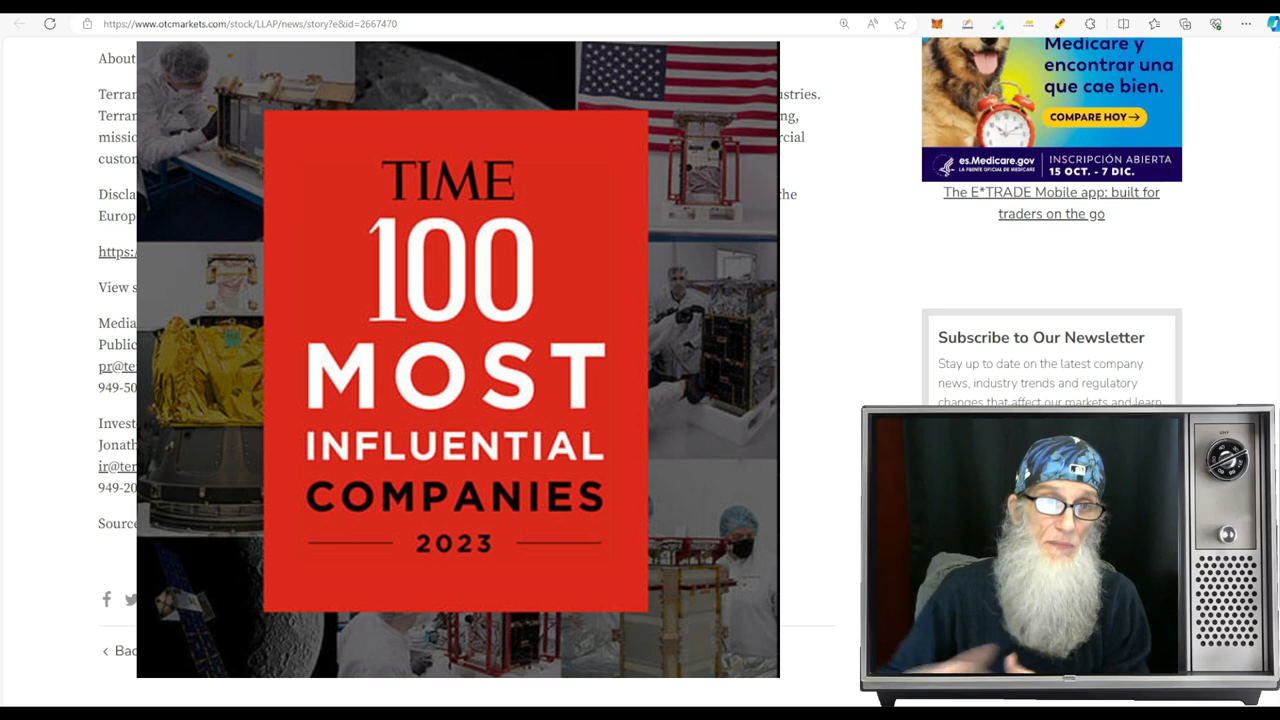 https://www.otcmarkets.com/stock/LLAP/news/story?e&id=2667470
About
Terran
stries.
Terran
ng,
missio
rcial
custon
Discla
the
Europ
https:/
View s
Media
Public
pr@te
949-50
Invest
Jonath
ir@ter
949-20
Source
Bac
TIME
100
MOST
INFLUENTIAL
COMPANIES
2023
Medicare y
encontrar una
que cae bien.
COMPARE HOY
es.Medicare.gov
LA FUENTE OFICIAL DE MEDICARE
INSCRIPCIÓN ABIERTA
15 OCT. - 7 DIC.
The E*TRADE Mobile app: built for
traders on the go
Subscribe to Our Newsletter
Stay up to date on the latest company
news, industry trends and regulatory
changes that affect our markets and learn